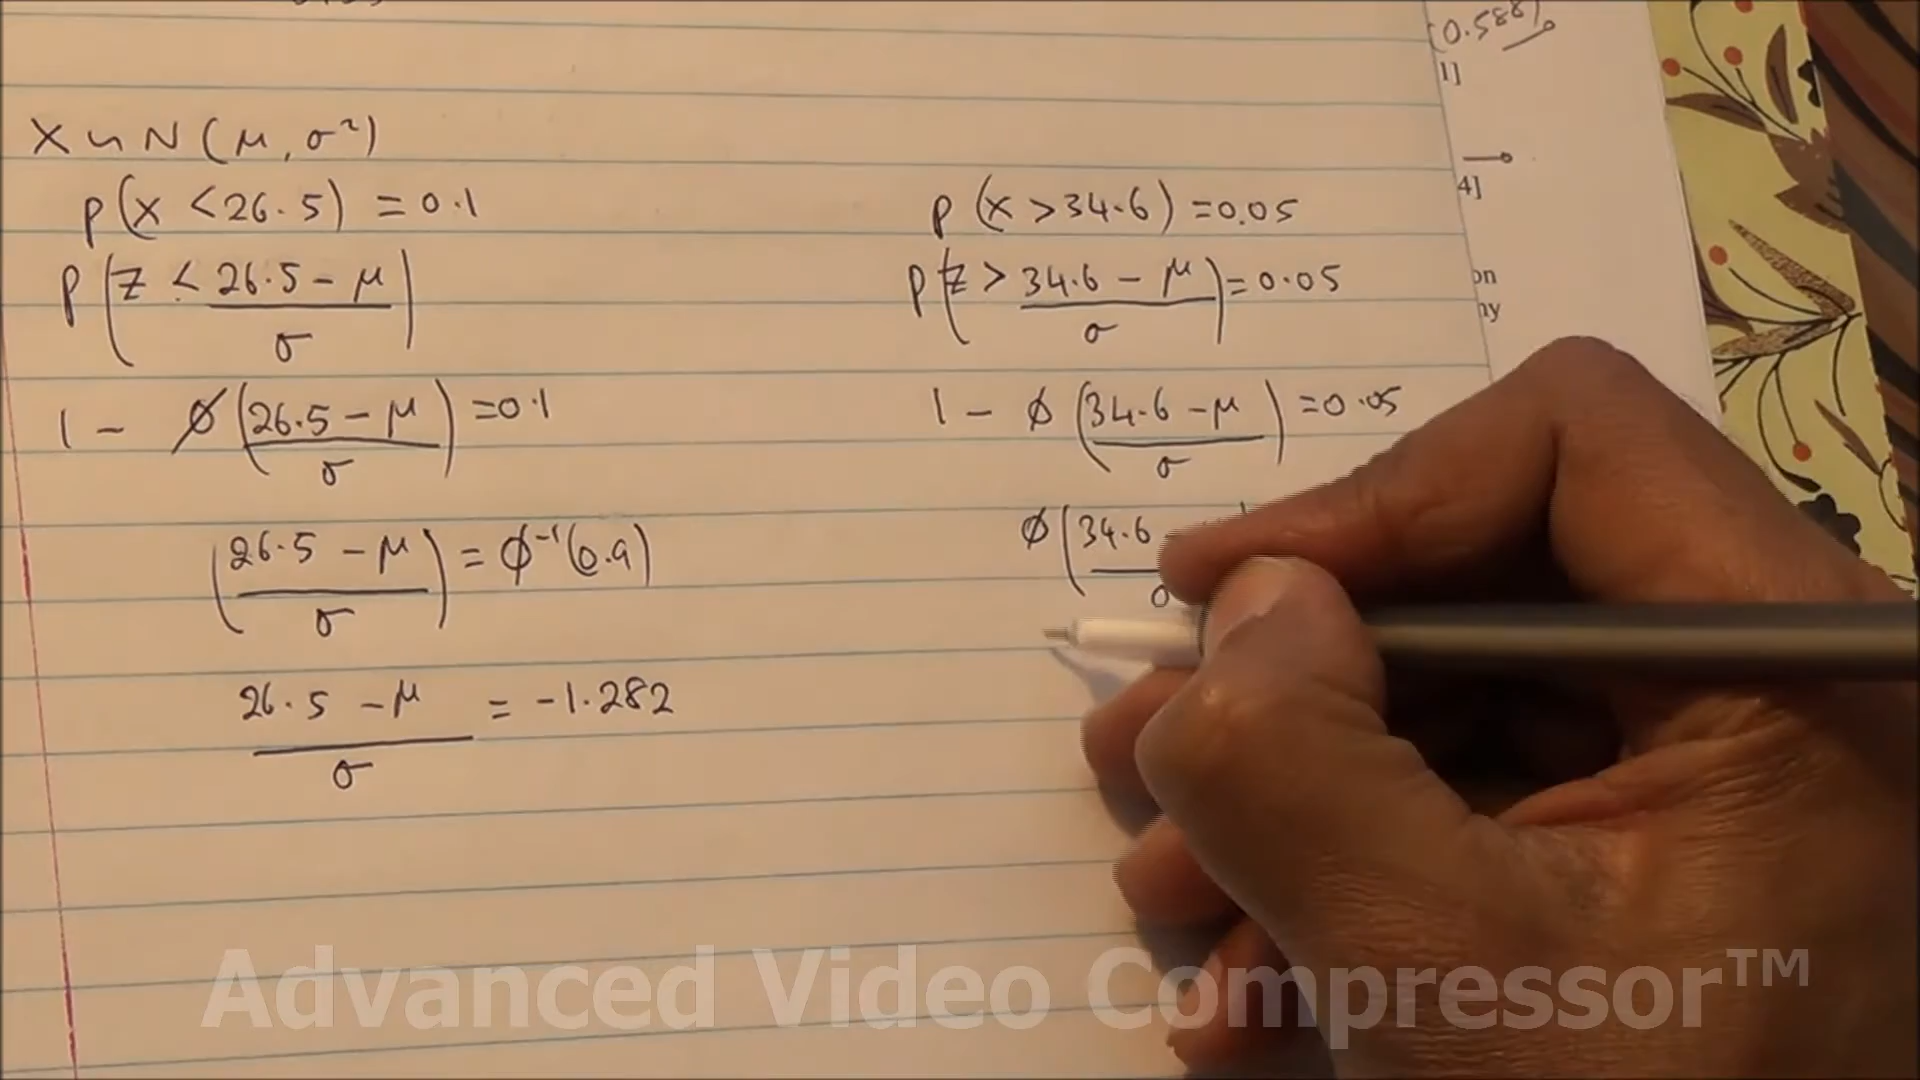 (0.588)
1]
X ~ N (μ, σ²)
4]
P(X < 26.5) = 0.1
P(X > 34.6) = 0.05
P(Z < 26.5 - μ / σ)
P(Z > 34.6 - μ / σ) = 0.05
on
ny
1 - Φ(26.5 - μ / σ) = 0.1
1 - Φ(34.6 - μ / σ) = 0.05
(26.5 - μ / σ) = Φ⁻¹(0.9)
Φ(34.6
26.5 - μ / σ = -1.282
Advanced Video Compressor™